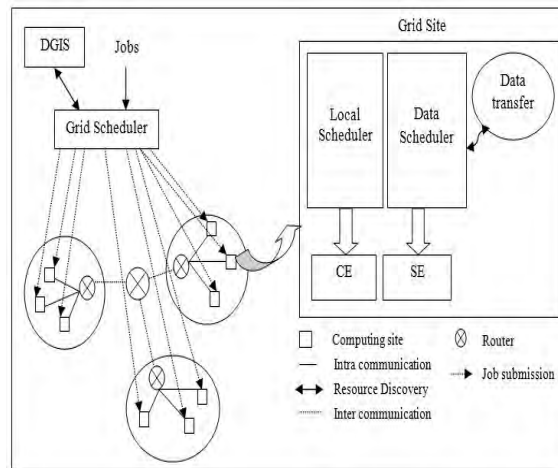 DGIS
Jobs
Grid Scheduler
Grid Site
Local
Scheduler
Data
Scheduler
Data
transfer
CE
SE
Computing site
Router
Intra communication
Job submission
Resource Discovery
Inter communication